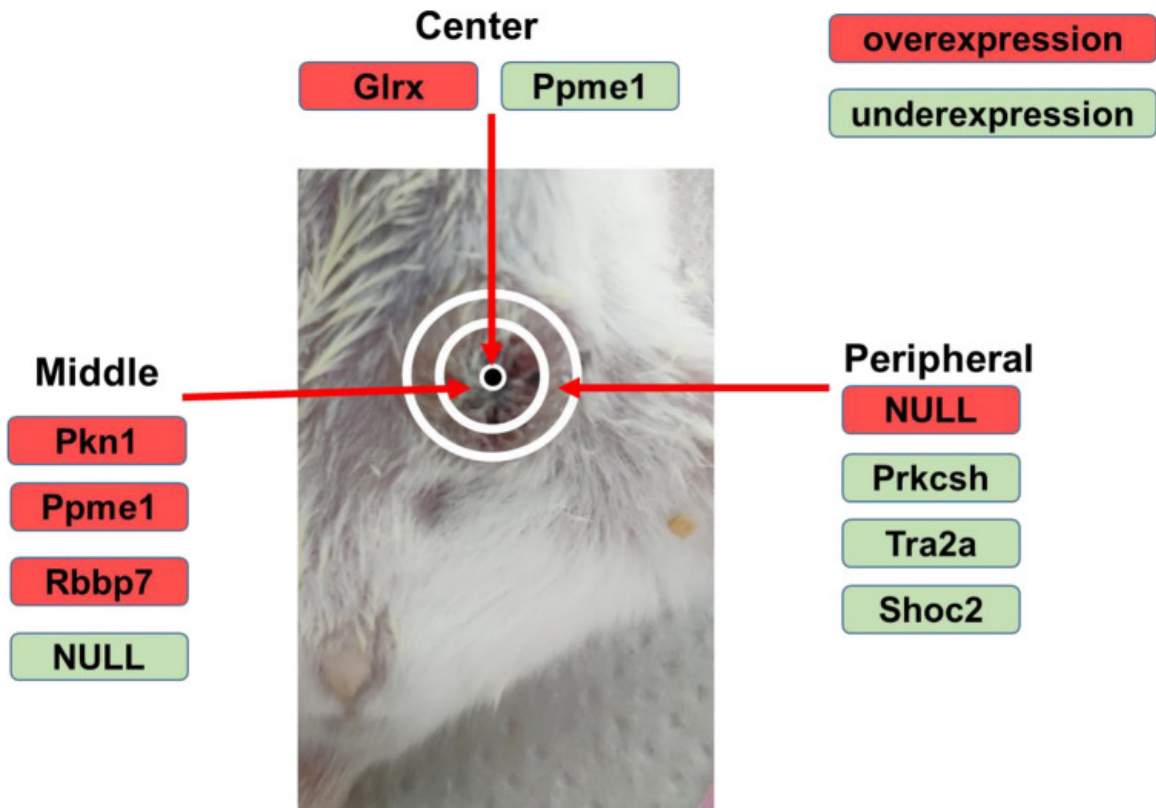 Center
Glrx
Ppme1
overexpression
underexpression
Middle
Pkn1
Ppme1
Rbbp7
NULL
Peripheral
NULL
Prkcsh
Tra2a
Shoc2